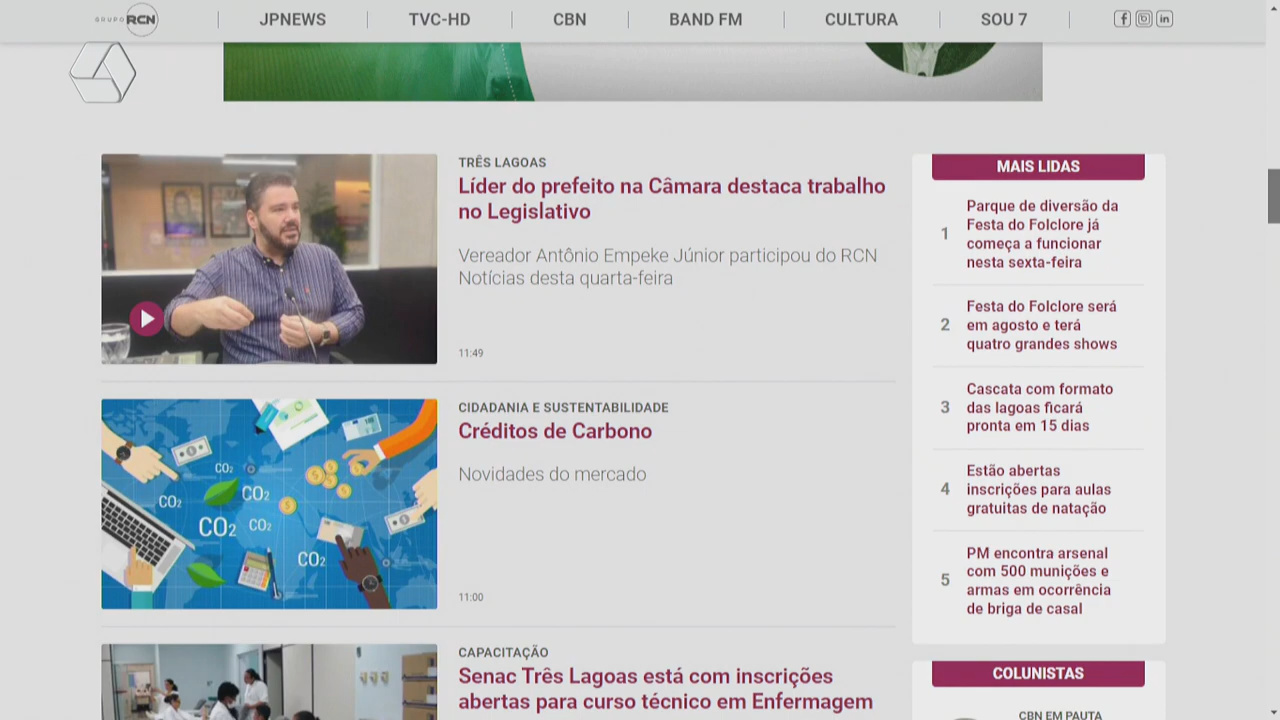 GRUPO RCN
JPNEWS
TVC-HD
CBN
BAND FM
CULTURA
SOU 7
TRÊS LAGOAS
Líder do prefeito na Câmara destaca trabalho
no Legislativo
Vereador Antônio Empeke Júnior participou do RCN
Notícias desta quarta-feira
11:49
CIDADANIA E SUSTENTABILIDADE
Créditos de Carbono
Novidades do mercado
11:00
CO2
CO2
CO2
CO2
CO2
CO2
CAPACITAÇÃO
Senac Três Lagoas está com inscrições
abertas para curso técnico em Enfermagem
MAIS LIDAS
1
Parque de diversão da
Festa do Folclore já
começa a funcionar
nesta sexta-feira
2
Festa do Folclore será
em agosto e terá
quatro grandes shows
3
Cascata com formato
das lagoas ficará
pronta em 15 dias
4
Estão abertas
inscrições para aulas
gratuitas de natação
5
PM encontra arsenal
com 500 munições e
armas em ocorrência
de briga de casal
COLUNISTAS
CBN EM PAUTA